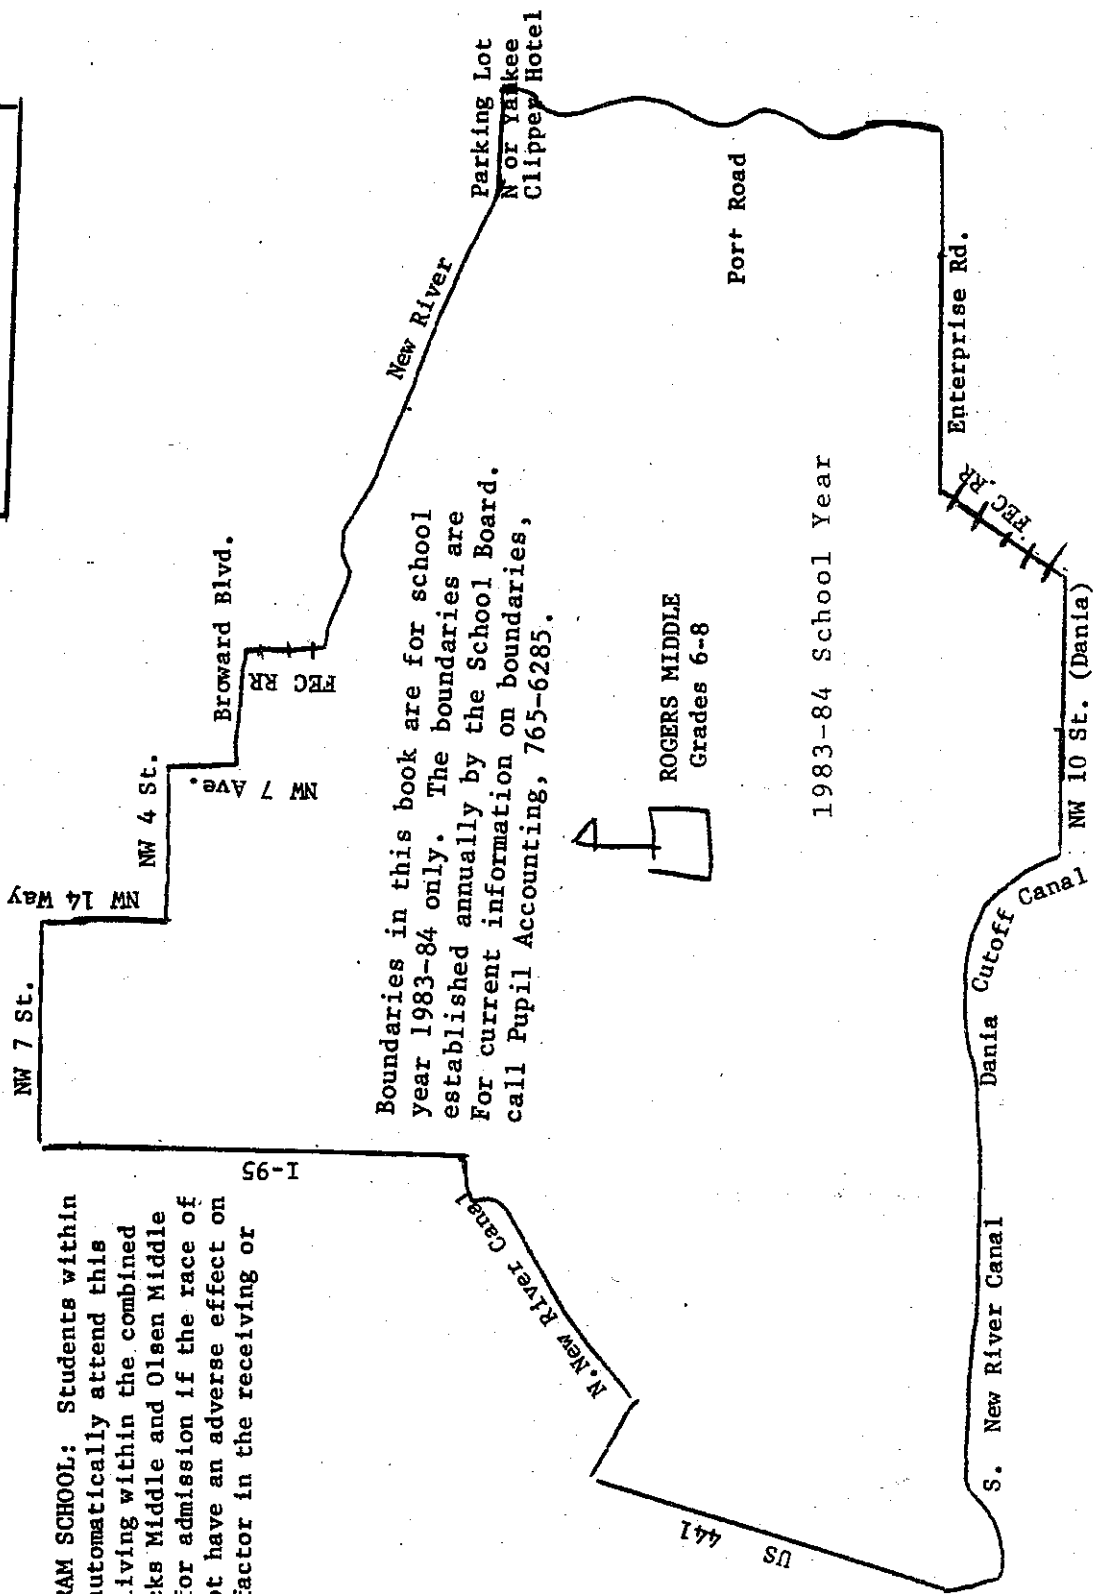 RAM SCHOOL: Students within
automatically attend this
iving within the combined
cks Middle and Olsen Middle
for admission if the race of
ot have an adverse effect on
factor in the receiving or
NW 7 St.
NW 14 Way
NW 4 St.
NW 7 Ave.
Broward Blvd.
FEC RR
New River
Parking Lot
N or Yankee
Clipper Hotel
I-95
Boundaries in this book are for school
year 1983-84 only. The boundaries are
established annually by the School Board.
For current information on boundaries,
call Pupil Accounting, 765-6285.
N. New River Canal
ROGERS MIDDLE
Grades 6-8
Port Road
US 441
1983-84 School Year
Enterprise Rd.
FEC RR
S. New River Canal
Dania Cutoff Canal
NW 10 St. (Dania)